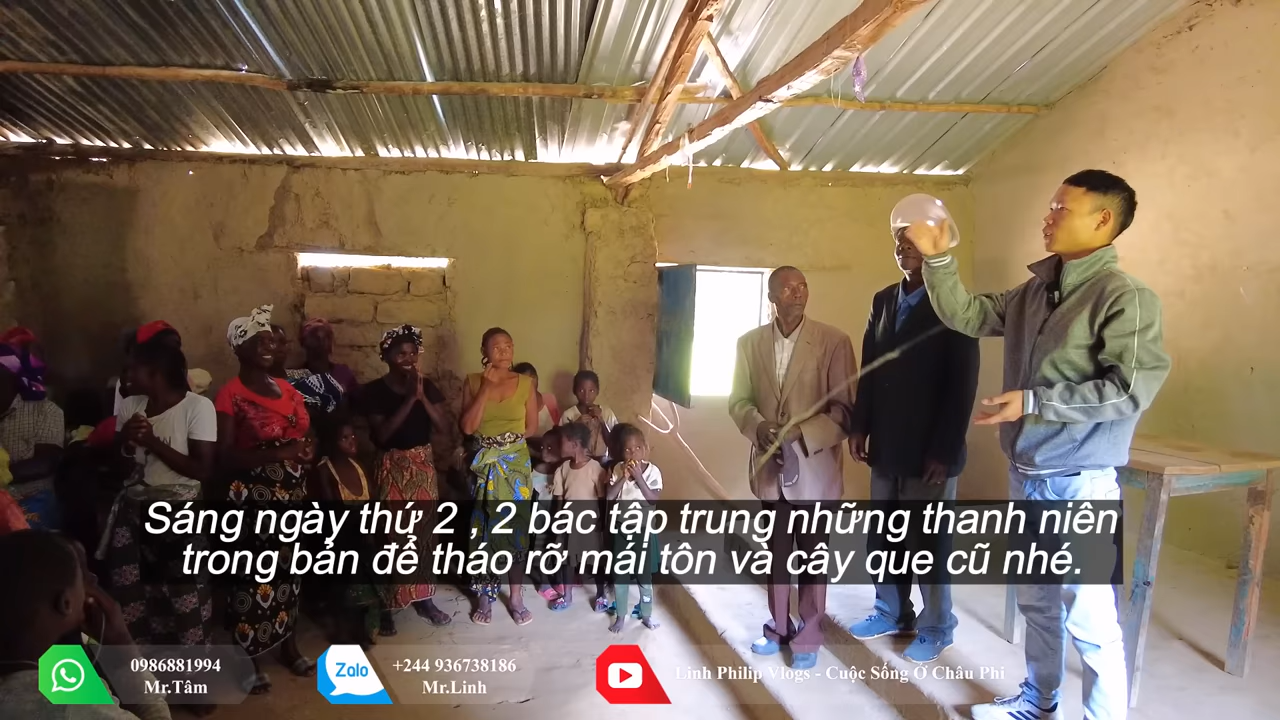 Sáng ngày thứ 2 , 2 bác tập trung những thanh niên
trong bản để tháo rỡ mái tôn và cây que cũ nhé.
0986881994
Mr.Tâm
Zalo
+244 936738186
Mr.Linh
Linh Philip Vlogs - Cuộc Sống Ở Châu Phi